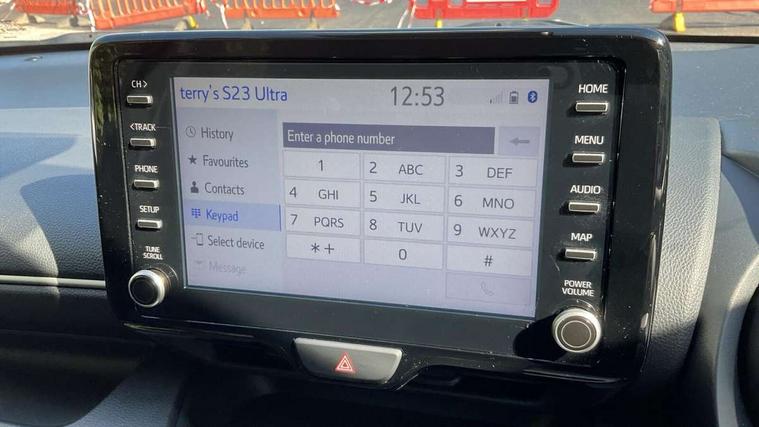 CH >
< TRACK
PHONE
SETUP
TUNE
SCROLL
terry's S23 Ultra
12:53
History
Favourites
Contacts
Keypad
Select device
Message
Enter a phone number
1
2 ABC
3 DEF
4 GHI
5 JKL
6 MNO
7 PQRS
8 TUV
9 WXYZ
*+
0
#
HOME
MENU
AUDIO
MAP
POWER
VOLUME